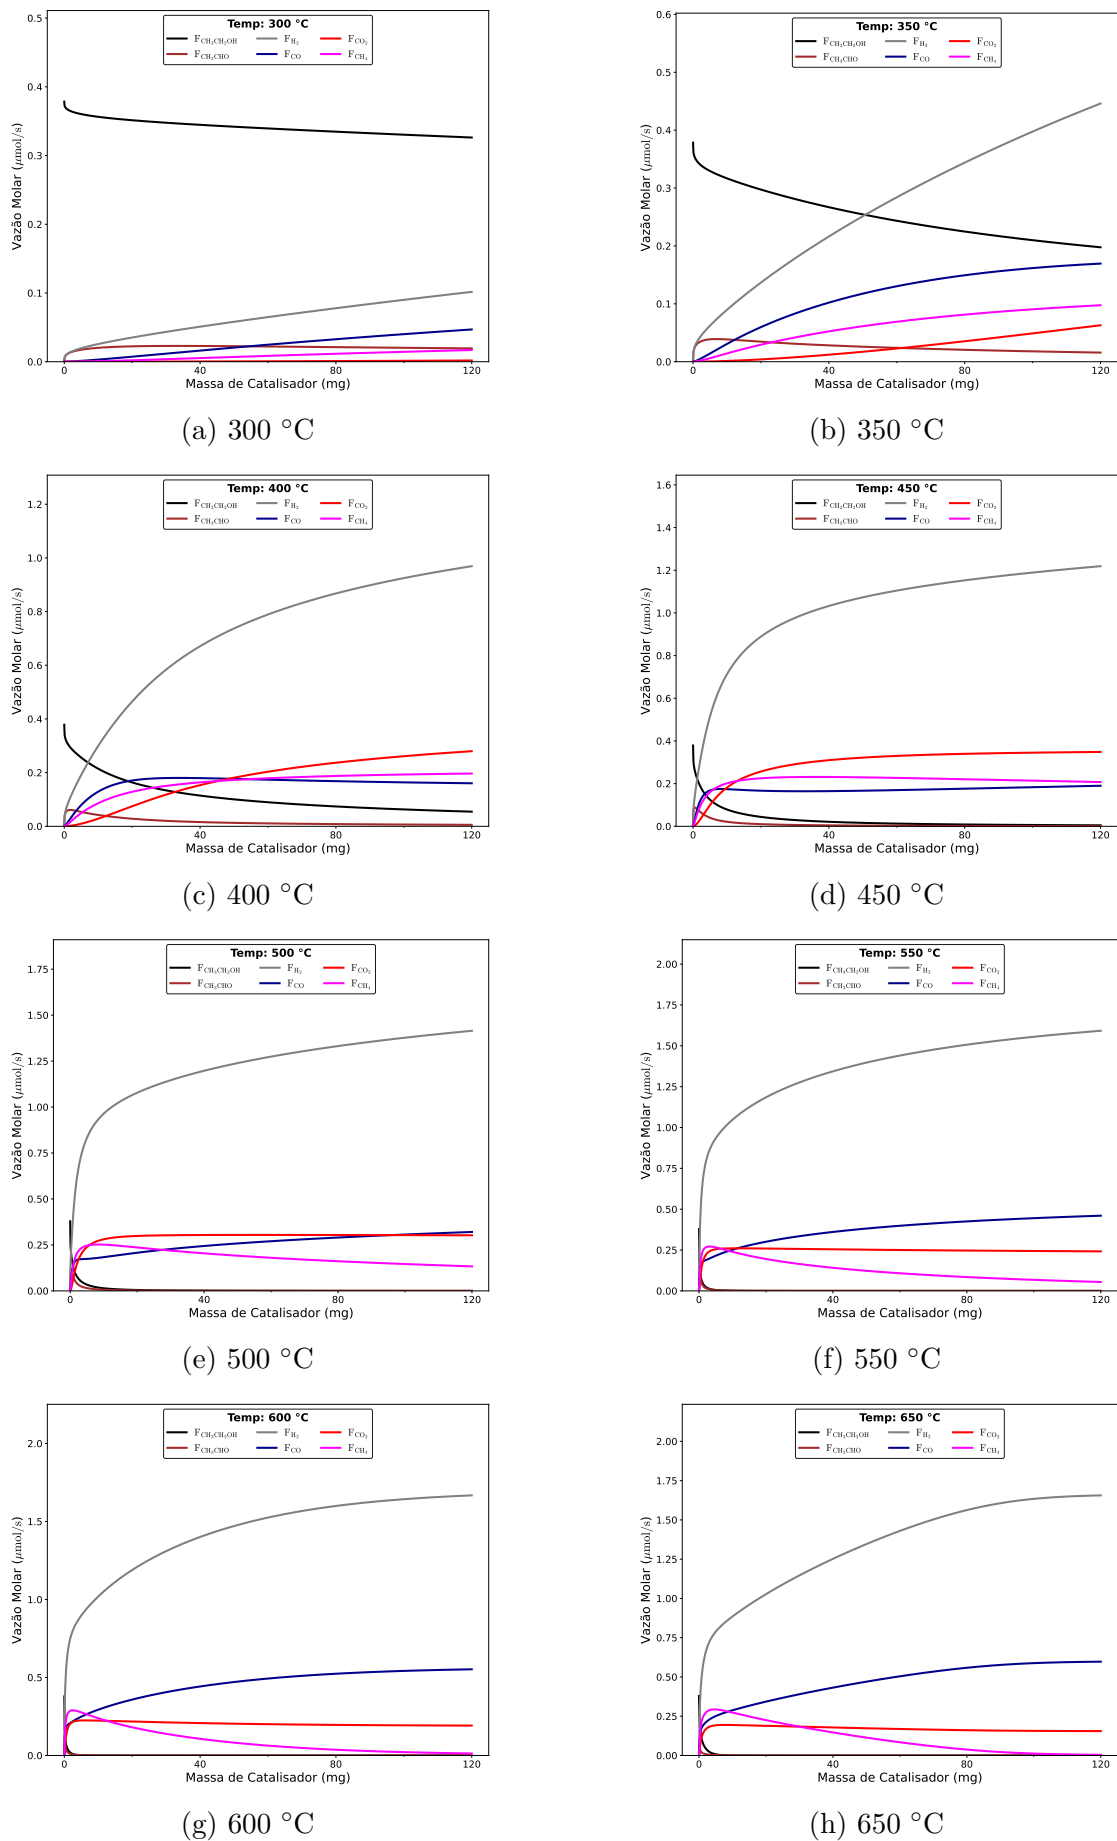 Temp: 300 °C
F_CH₃CH₂OH F_H₂ F_CO₂
F_CH₃CHO F_CO F_CH₄
Vazão Molar (μmol/s)
0.5
0.4
0.3
0.2
0.1
0.0
0 40 80 120
Massa de Catalisador (mg)
(a) 300 °C
Temp: 350 °C
F_CH₃CH₂OH F_H₂ F_CO₂
F_CH₃CHO F_CO F_CH₄
Vazão Molar (μmol/s)
0.6
0.5
0.4
0.3
0.2
0.1
0.0
0 40 80 120
Massa de Catalisador (mg)
(b) 350 °C
Temp: 400 °C
F_CH₃CH₂OH F_H₂ F_CO₂
F_CH₃CHO F_CO F_CH₄
Vazão Molar (μmol/s)
1.2
1.0
0.8
0.6
0.4
0.2
0.0
0 40 80 120
Massa de Catalisador (mg)
(c) 400 °C
Temp: 450 °C
F_CH₃CH₂OH F_H₂ F_CO₂
F_CH₃CHO F_CO F_CH₄
Vazão Molar (μmol/s)
1.6
1.4
1.2
1.0
0.8
0.6
0.4
0.2
0.0
0 40 80 120
Massa de Catalisador (mg)
(d) 450 °C
Temp: 500 °C
F_CH₃CH₂OH F_H₂ F_CO₂
F_CH₃CHO F_CO F_CH₄
Vazão Molar (μmol/s)
1.75
1.50
1.25
1.00
0.75
0.50
0.25
0.00
0 40 80 120
Massa de Catalisador (mg)
(e) 500 °C
Temp: 550 °C
F_CH₃CH₂OH F_H₂ F_CO₂
F_CH₃CHO F_CO F_CH₄
Vazão Molar (μmol/s)
2.00
1.75
1.50
1.25
1.00
0.75
0.50
0.25
0.00
0 40 80 120
Massa de Catalisador (mg)
(f) 550 °C
Temp: 600 °C
F_CH₃CH₂OH F_H₂ F_CO₂
F_CH₃CHO F_CO F_CH₄
Vazão Molar (μmol/s)
2.0
1.5
1.0
0.5
0.0
0 40 80 120
Massa de Catalisador (mg)
(g) 600 °C
Temp: 650 °C
F_CH₃CH₂OH F_H₂ F_CO₂
F_CH₃CHO F_CO F_CH₄
Vazão Molar (μmol/s)
2.00
1.75
1.50
1.25
1.00
0.75
0.50
0.25
0.00
0 40 80 120
Massa de Catalisador (mg)
(h) 650 °C